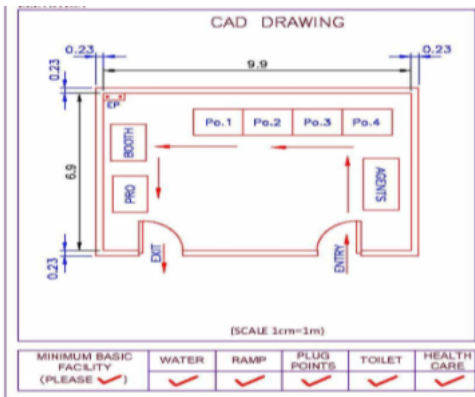 CAD DRAWING
0.23
0.23
9.9
0.23
EP
Po.1 Po.2 Po.3 Po.4
BOOTH
6.9
PRO
AGENTS
EXIT
ENTRY
0.23
(SCALE 1cm=1m)
MINIMUM BASIC FACILITY (PLEASE ✓) WATER RAMP PLUG POINTS TOILET HEALTH CARE
✓ ✓ ✓ ✓ ✓